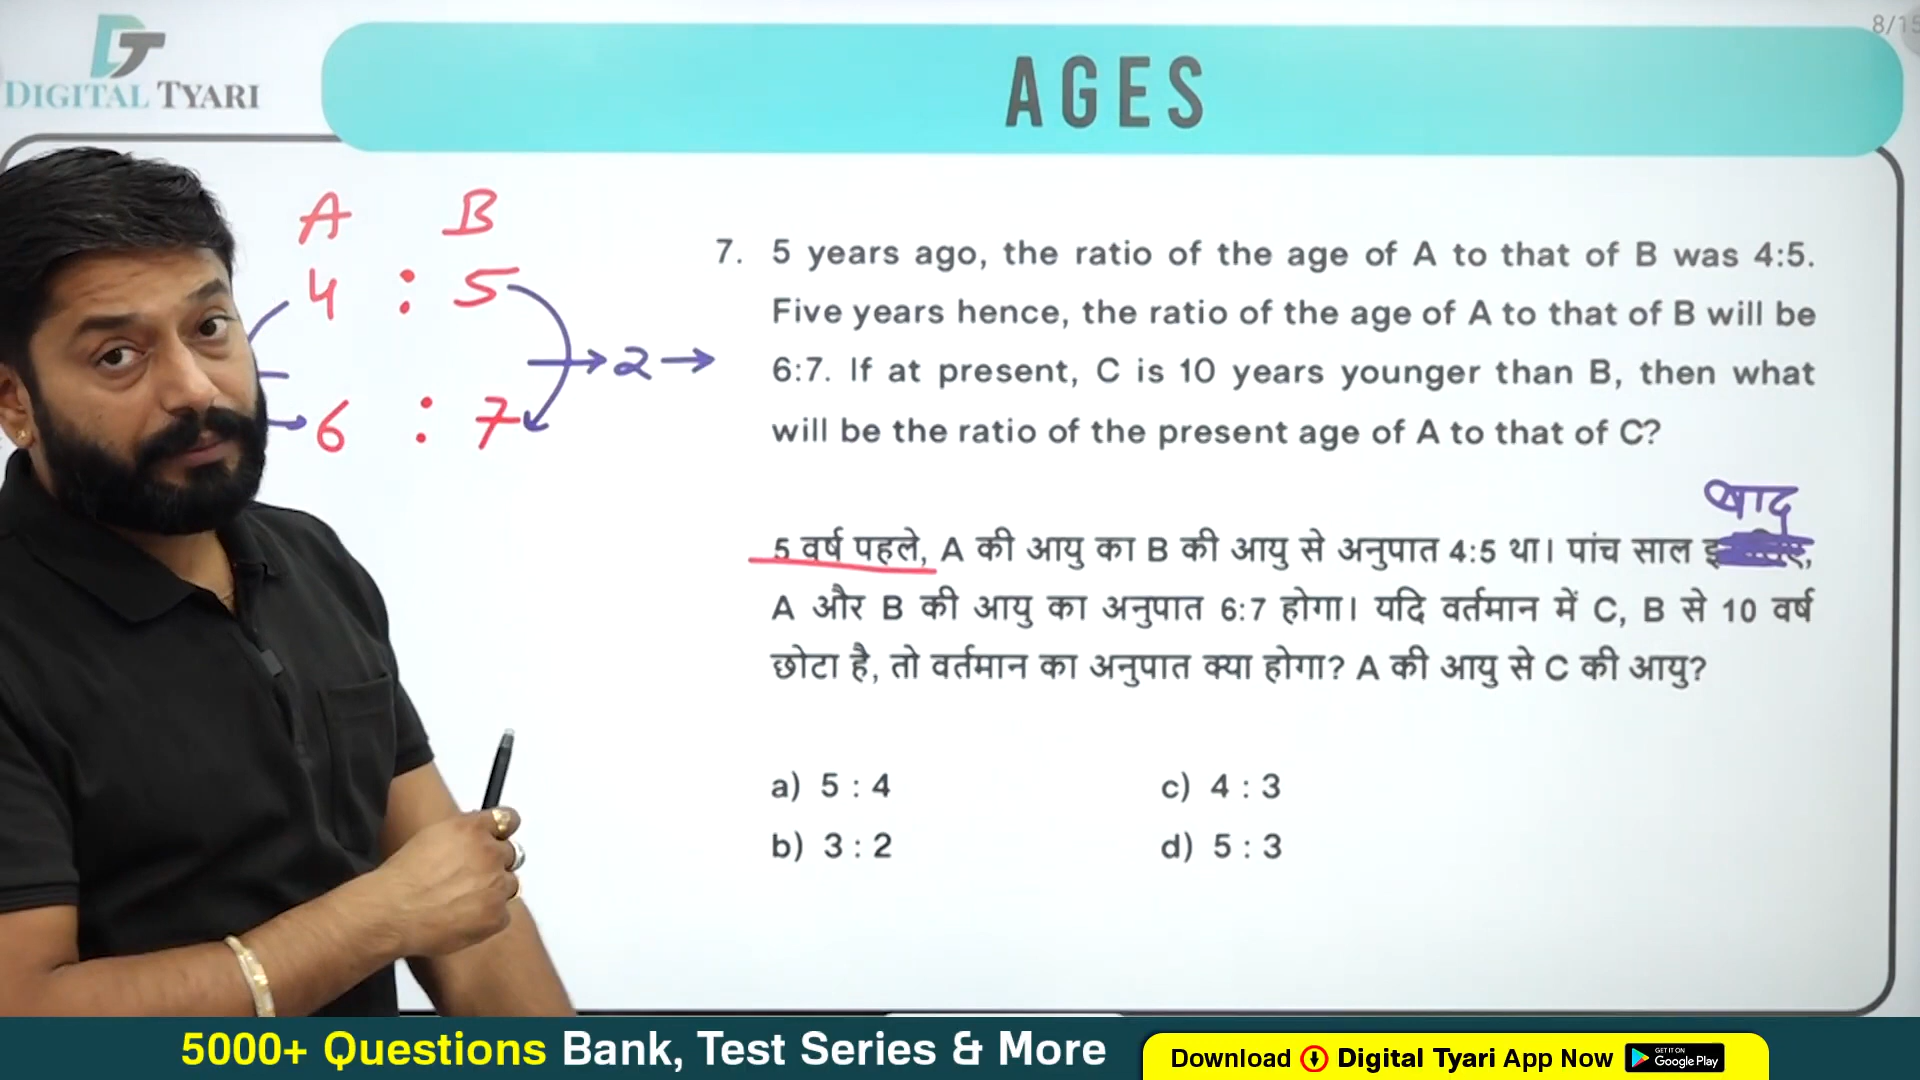 8/15
DT
DIGITAL TYARI
AGES
A B
4 : 5
2
6 : 7
7. 5 years ago, the ratio of the age of A to that of B was 4:5.
Five years hence, the ratio of the age of A to that of B will be
6:7. If at present, C is 10 years younger than B, then what
will be the ratio of the present age of A to that of C?
बाद
5 वर्ष पहले, A की आयु का B की आयु से अनुपात 4:5 था। पांच साल
A और B की आयु का अनुपात 6:7 होगा। यदि वर्तमान में C, B से 10 वर्ष
छोटा है, तो वर्तमान का अनुपात क्या होगा? A की आयु से C की आयु?
a) 5 : 4 c) 4 : 3
b) 3 : 2 d) 5 : 3
5000+ Questions Bank, Test Series & More
Download Digital Tyari App Now GET IT ON Google Play